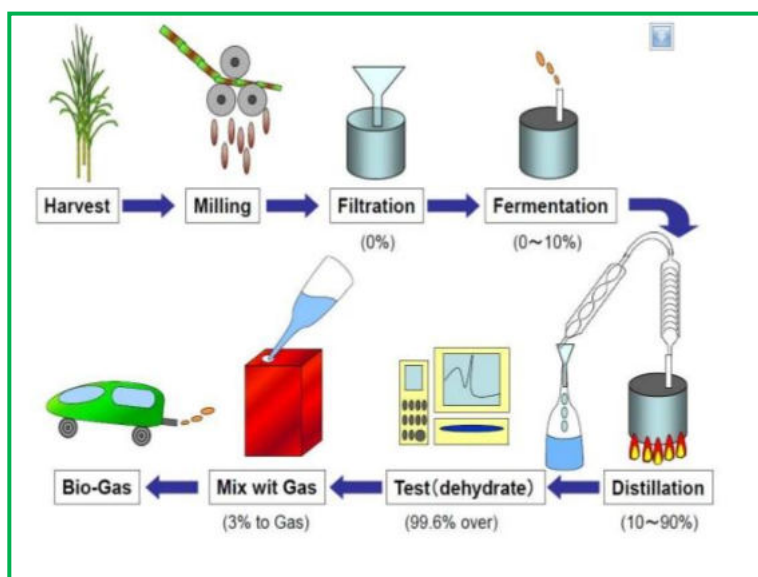 Harvest
Milling
Filtration
Fermentation
(0%)
(0～10%)
Bio-Gas
Mix wit Gas
Test(dehydrate)
Distillation
(3% to Gas)
(99.6% over)
(10～90%)